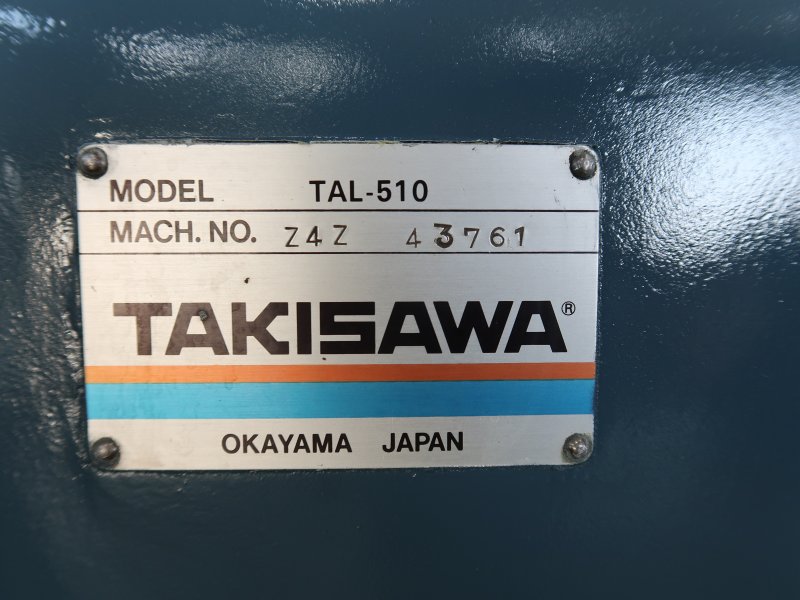 MODEL TAL-510
MACH. NO. Z4Z 43761
TAKISAWA®
OKAYAMA JAPAN